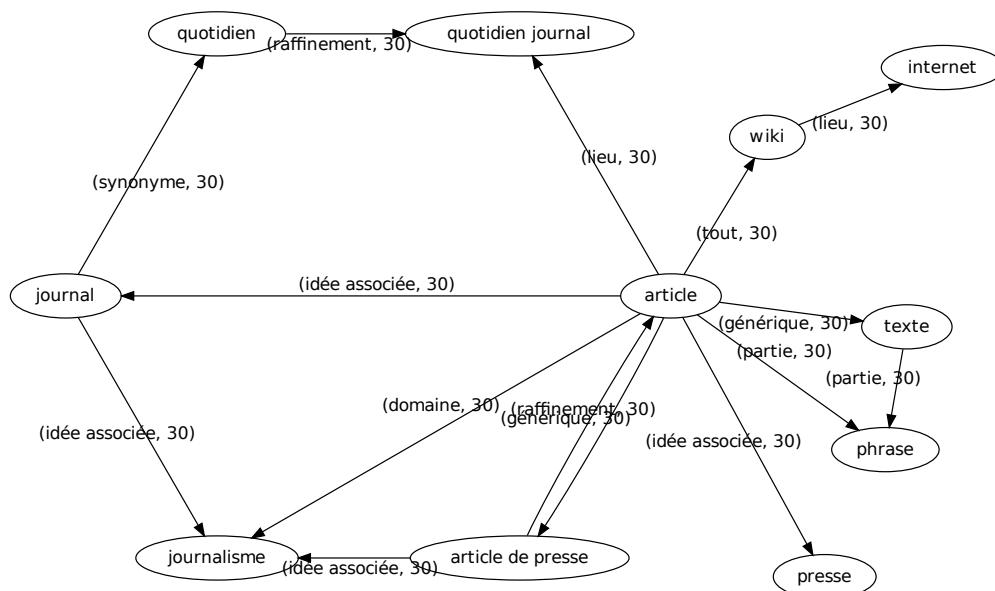 quotidien
(raffinement, 30)
quotidien journal
internet
wiki
(lieu, 30)
(lieu, 30)
(synonyme, 30)
(tout, 30)
journal
(idée associée, 30)
article
(générique, 30)
texte
(partie, 30)
(partie, 30)
(domaine, 30)
(raffinement, 30)
(générique, 30)
(idée associée, 30)
(idée associée, 30)
phrase
journalisme
(idée associée, 30)
article de presse
presse